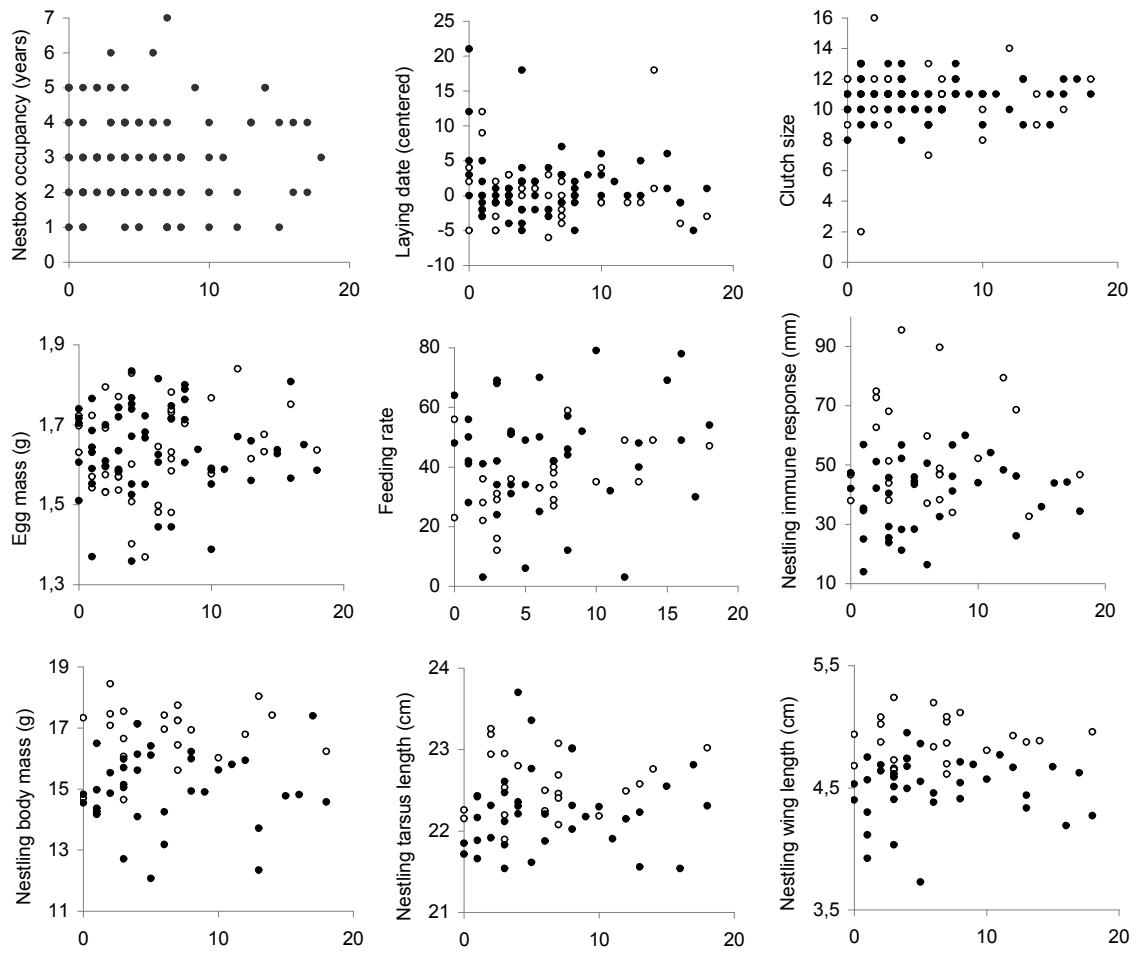 Nestbox occupancy (years)
7
6
5
4
3
2
1
0
0 10 20
Laying date (centered)
25
20
15
10
5
0
-5
-10
0 10 20
Clutch size
16
14
12
10
8
6
4
2
0
0 10 20
Egg mass (g)
1,9
1,7
1,5
1,3
0 10 20
Feeding rate
80
60
40
20
0
0 5 10 15 20
Nestling immune response (mm)
90
70
50
30
10
0 10 20
Nestling body mass (g)
19
17
15
13
11
0 10 20
Nestling tarsus length (cm)
24
23
22
21
0 10 20
Nestling wing length (cm)
5,5
4,5
3,5
0 10 20